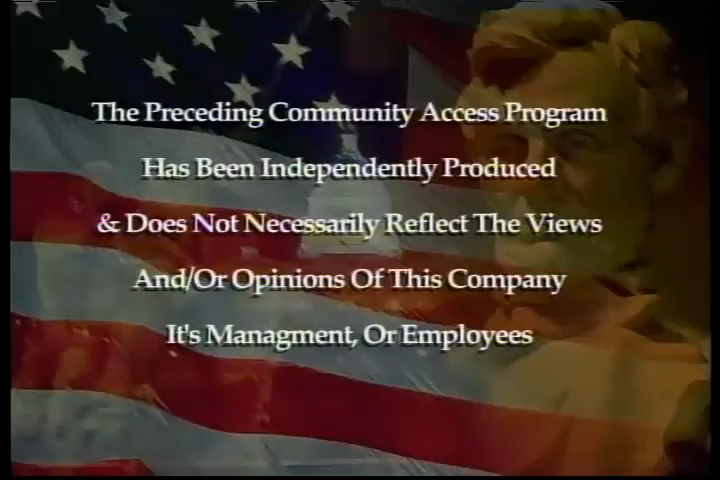 The Preceding Community Access Program
Has Been Independently Produced
& Does Not Necessarily Reflect The Views
And/Or Opinions Of This Company
It's Managment, Or Employees